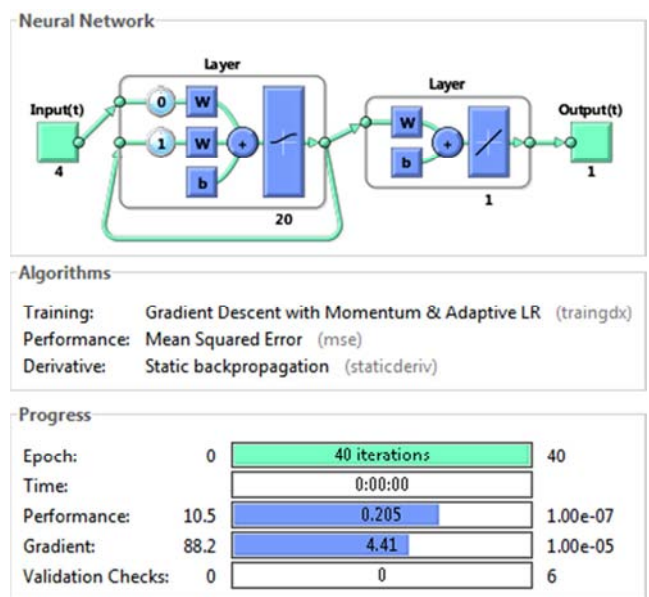 Neural Network
Layer
Layer
Input(t)
Output(t)
0 W
1 W
+
b
W
b
+
4
20
1
1
Algorithms
Training: Gradient Descent with Momentum & Adaptive LR (traingdx)
Performance: Mean Squared Error (mse)
Derivative: Static backpropagation (staticderiv)
Progress
Epoch: 0 40 iterations 40
Time: 0:00:00
Performance: 10.5 0.205 1.00e-07
Gradient: 88.2 4.41 1.00e-05
Validation Checks: 0 0 6